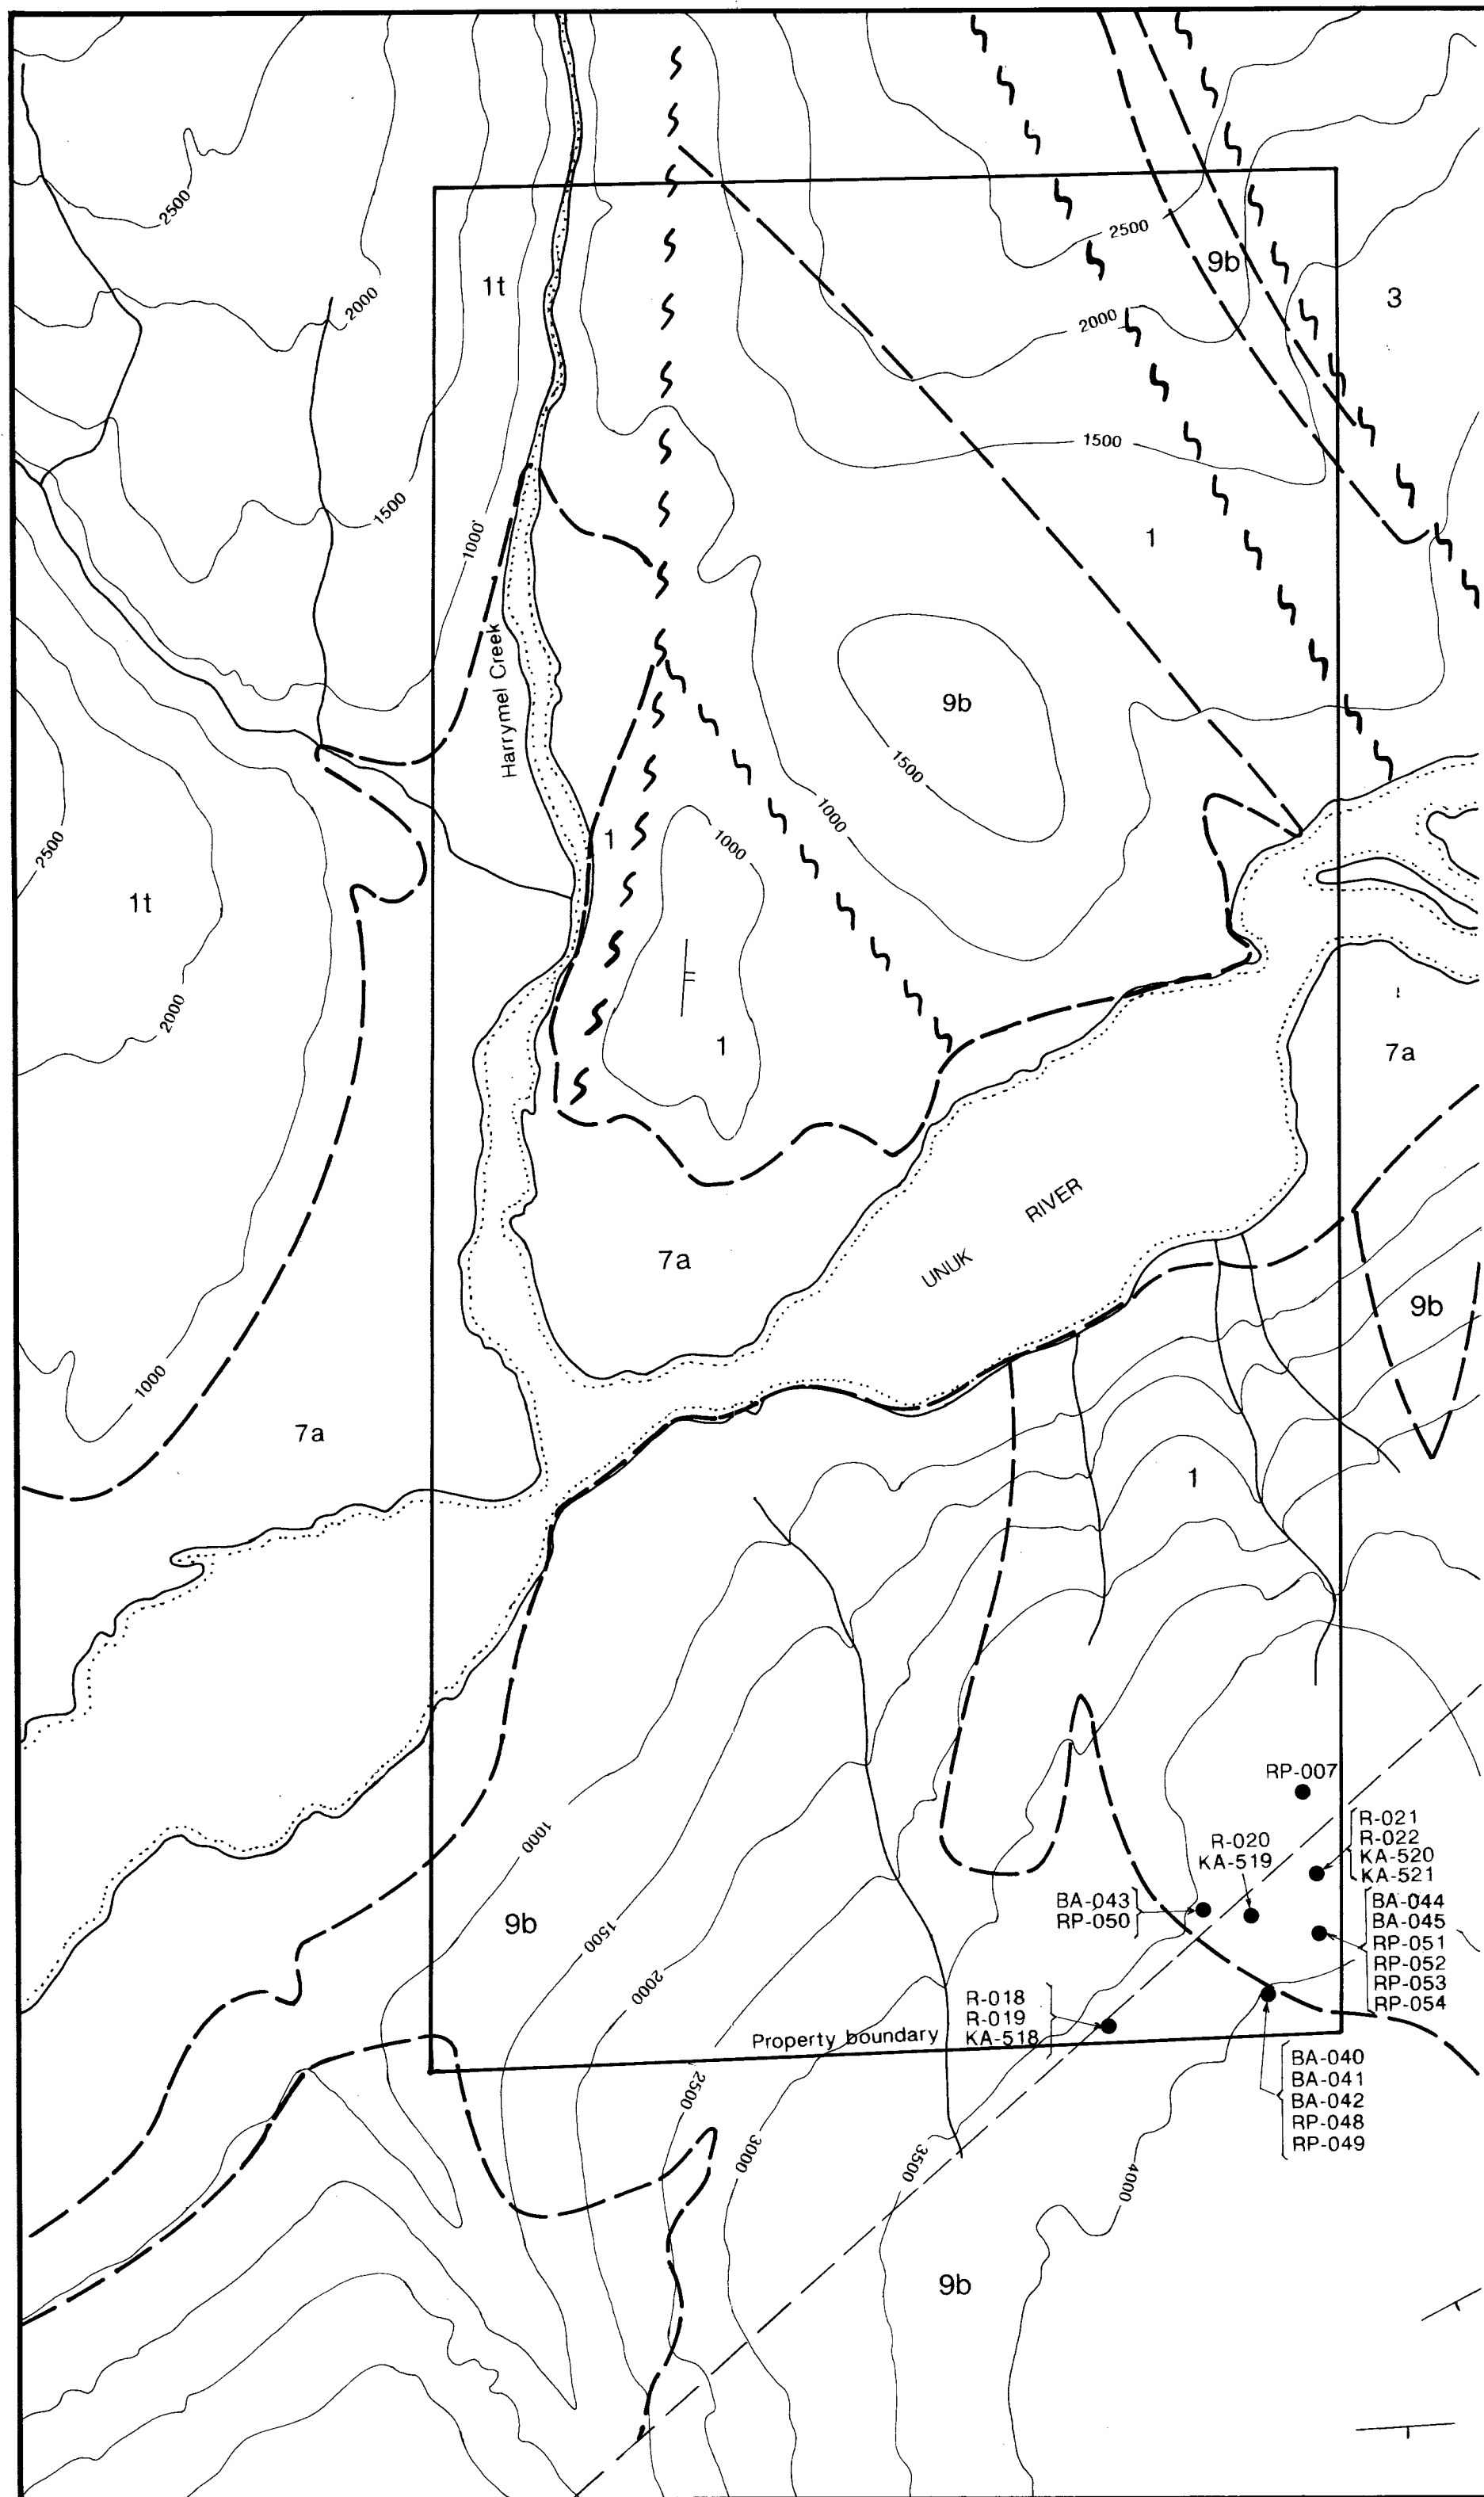 2500
1t
2500
9b
3
2000
2000
1500
1500
1000
1
Harrymel Creek
9b
1500
1
1000
1000
2500
1t
2000
1
7a
RIVER
UNUK
7a
9b
1000
7a
1
RP-007
R-021
R-022
KA-520
KA-521
R-020
KA-519
1000
BA-043
RP-050
BA-044
BA-045
RP-051
RP-052
RP-053
RP-054
9b
1500
2000
R-018
R-019
KA-518
Property boundary
BA-040
BA-041
BA-042
RP-048
RP-049
2500
3000
3500
4000
9b